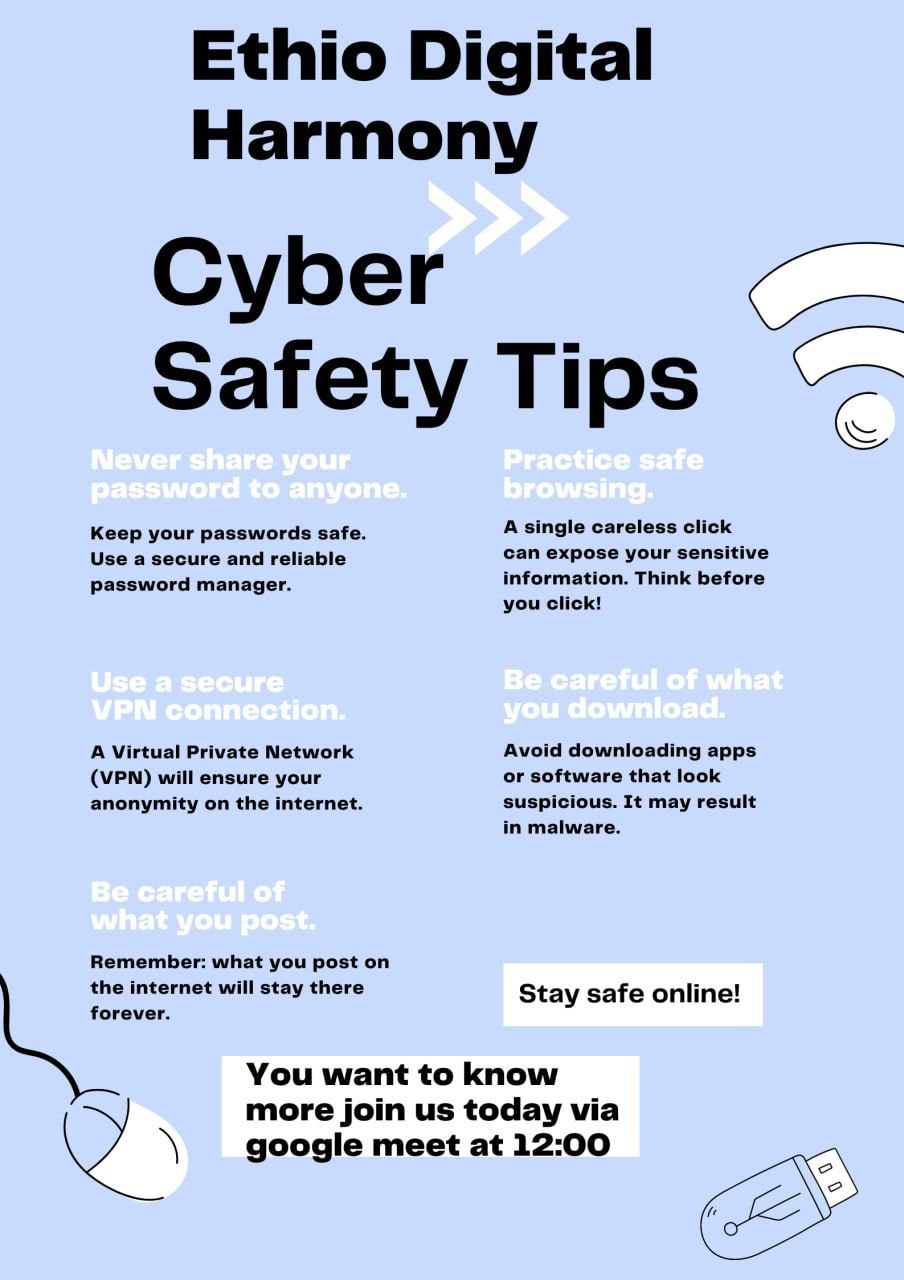 Ethio Digital
Harmony
Cyber
Safety Tips
Never share your
password to anyone.
Keep your passwords safe.
Use a secure and reliable
password manager.
Practice safe
browsing.
A single careless click
can expose your sensitive
information. Think before
you click!
Use a secure
VPN connection.
A Virtual Private Network
(VPN) will ensure your
anonymity on the internet.
Be careful of what
you download.
Avoid downloading apps
or software that look
suspicious. It may result
in malware.
Be careful of
what you post.
Remember: what you post on
the internet will stay there
forever.
Stay safe online!
You want to know
more join us today via
google meet at 12:00